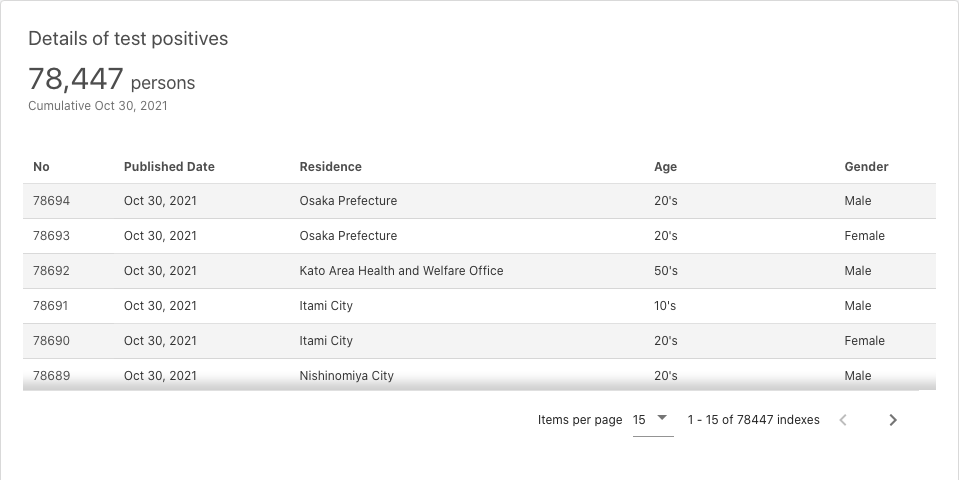 Details of test positives
78,447 persons
Cumulative Oct 30, 2021
No Published Date Residence Age Gender
78694 Oct 30, 2021 Osaka Prefecture 20's Male
78693 Oct 30, 2021 Osaka Prefecture 20's Female
78692 Oct 30, 2021 Kato Area Health and Welfare Office 50's Male
78691 Oct 30, 2021 Itami City 10's Male
78690 Oct 30, 2021 Itami City 20's Female
78689 Oct 30, 2021 Nishinomiya City 20's Male
Items per page 15 1 - 15 of 78447 indexes